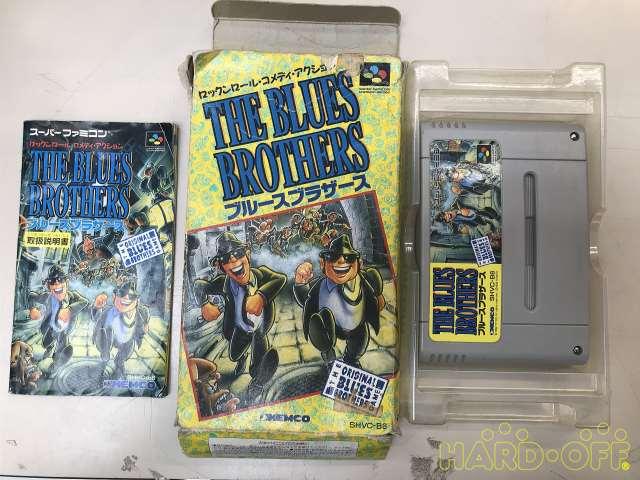 スーパーファミコン
ロックンロール・コメディ・アクション
THE BLUES
BROTHERS
ブルースブラザース
取扱説明書
ORIGINAL
BLUES
BROTHERS
KEMCO
ロックンロール・コメディ・アクション
THE BLUES
BROTHERS
ブルースブラザース
THE
ORIGINAL
BLUES
BROTHERS
KEMCO
SHVC-B8
THE BLUES
BROTHERS
ブルースブラザース
KEMCO SHVC-B8
HARD-OFF